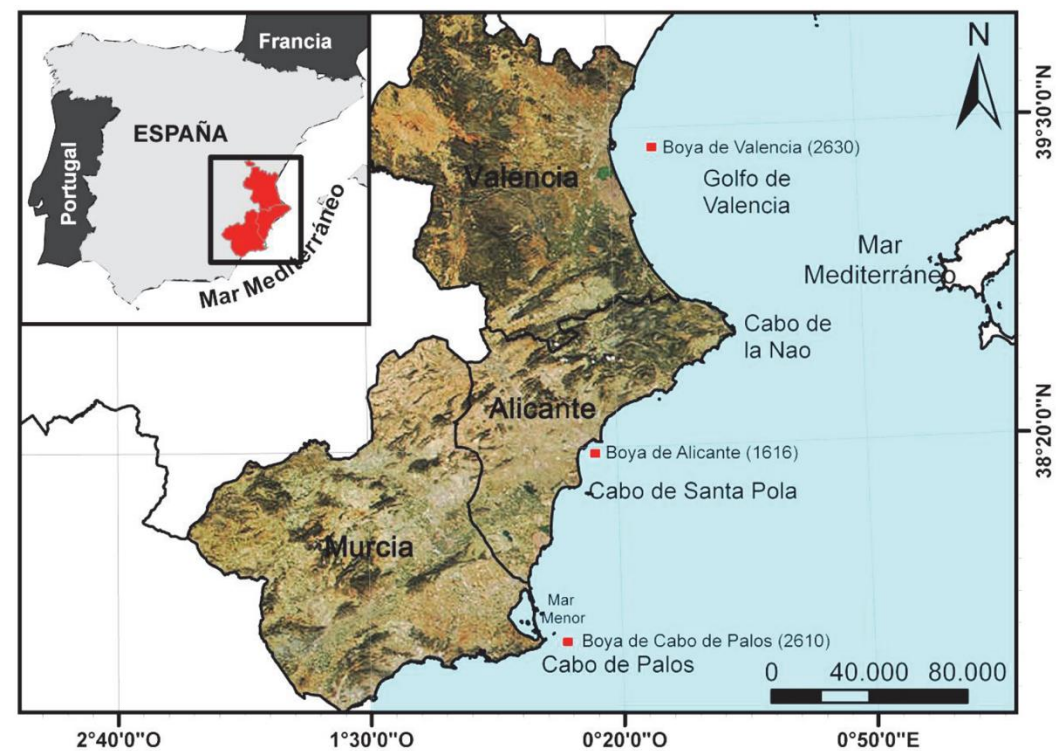 Francia
ESPAÑA
Portugal
Mar Mediterráneo
N
39°30'0"N
Boya de Valencia (2630)
Valencia
Golfo de
Valencia
Mar
Mediterráneo
Cabo de
la Nao
Alicante
38°20'0"N
Boya de Alicante (1616)
Cabo de Santa Pola
Murcia
Mar
Menor
Boya de Cabo de Palos (2610)
Cabo de Palos
0 40.000 80.000
2°40'0"O 1°30'0"O 0°20'0"O 0°50'0"E